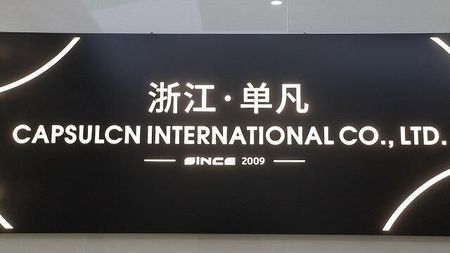 浙江·单凡
CAPSULCN INTERNATIONAL CO., LTD.
SINCE 2009